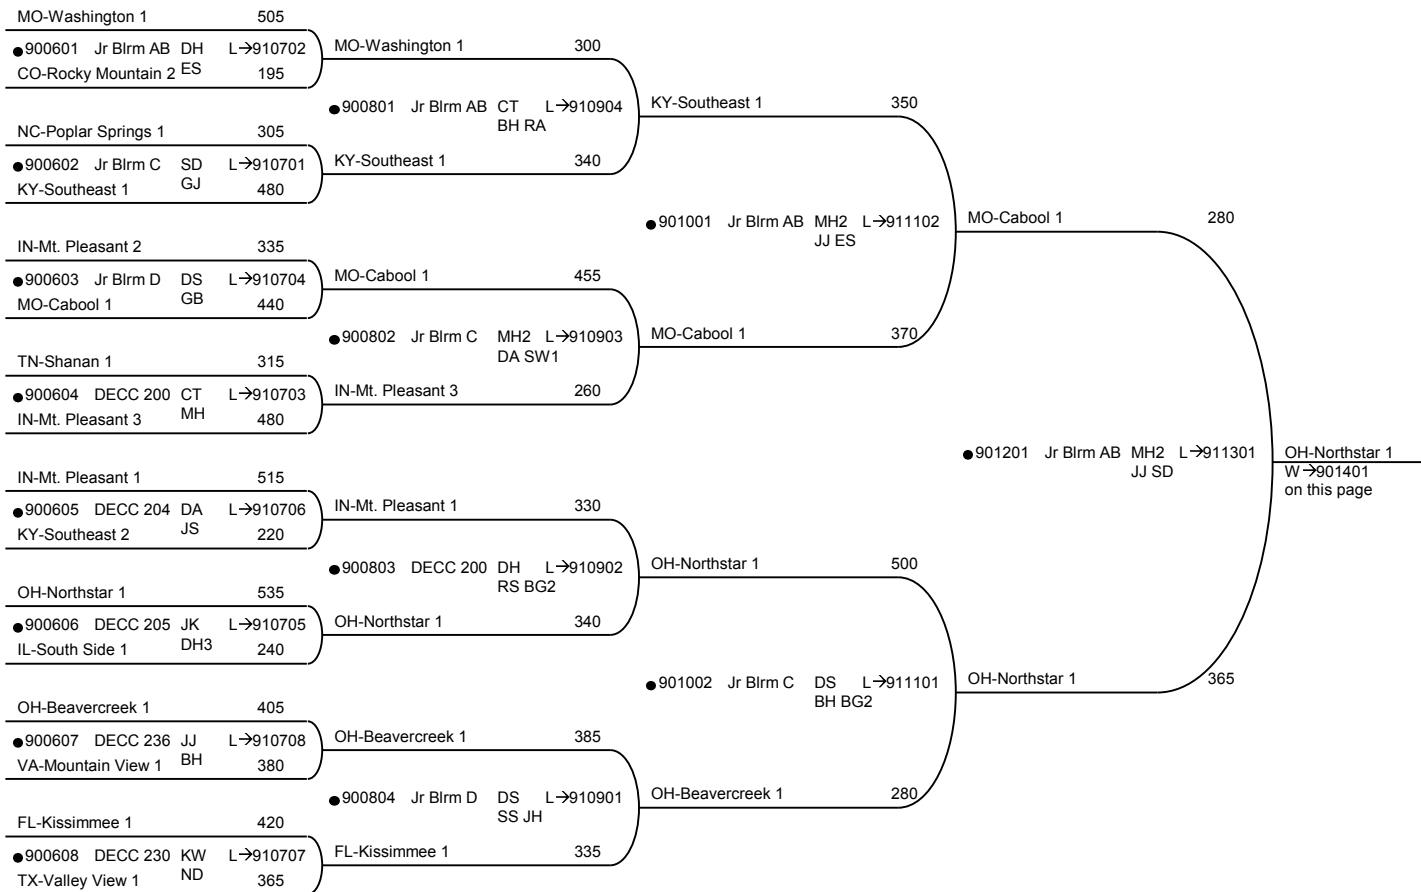 MO-Washington 1 505
900601 Jr Blrm AB DH L→910702
ES
CO-Rocky Mountain 2 195
NC-Poplar Springs 1 305
900602 Jr Blrm C SD L→910701
GJ
KY-Southeast 1 480
IN-Mt. Pleasant 2 335
900603 Jr Blrm D DS L→910704
GB
MO-Cabool 1 440
TN-Shanan 1 315
900604 DECC 200 CT L→910703
MH
IN-Mt. Pleasant 3 480
IN-Mt. Pleasant 1 515
900605 DECC 204 DA L→910706
JS
KY-Southeast 2 220
OH-Northstar 1 535
900606 DECC 205 JK L→910705
DH3
IL-South Side 1 240
OH-Beavercreek 1 405
900607 DECC 236 JJ L→910708
BH
VA-Mountain View 1 380
FL-Kissimmee 1 420
900608 DECC 230 KW L→910707
ND
TX-Valley View 1 365
MO-Washington 1 300
900801 Jr Blrm AB CT L→910904
BH RA
KY-Southeast 1 340
MO-Cabool 1 455
900802 Jr Blrm C MH2 L→910903
DA SW1
IN-Mt. Pleasant 3 260
IN-Mt. Pleasant 1 330
900803 DECC 200 DH L→910902
RS BG2
OH-Northstar 1 340
OH-Beavercreek 1 385
900804 Jr Blrm D DS L→910901
SS JH
FL-Kissimmee 1 335
KY-Southeast 1 350
901001 Jr Blrm AB MH2 L→911102
JJ ES
MO-Cabool 1 370
OH-Northstar 1 500
901002 Jr Blrm C DS L→911101
BH BG2
OH-Beavercreek 1 280
MO-Cabool 1 280
901201 Jr Blrm AB MH2 L→911301
JJ SD
OH-Northstar 1 365
OH-Northstar 1
W→901401
on this page